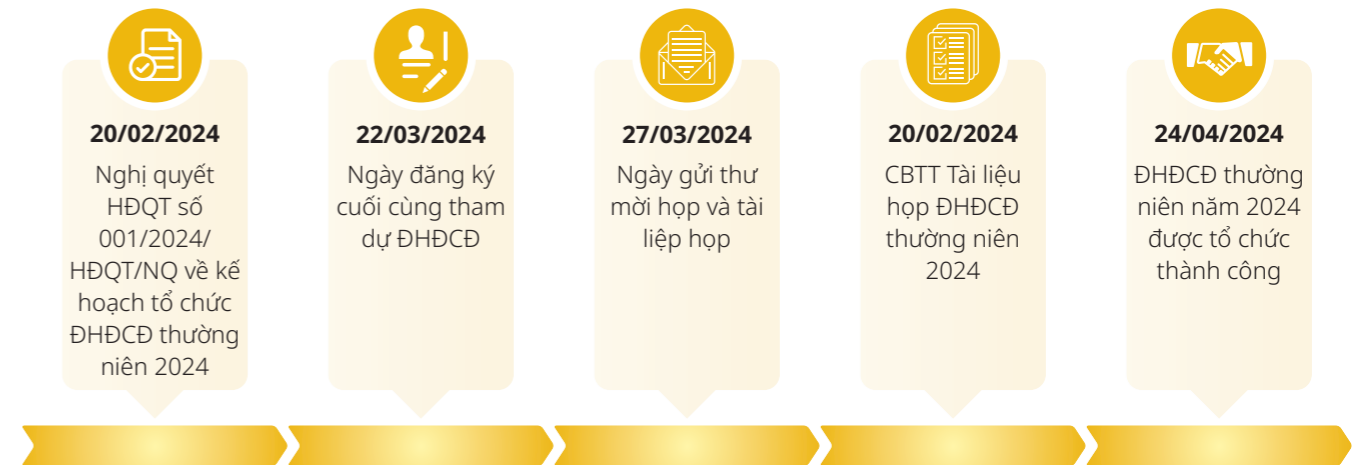 20/02/2024
Nghị quyết
HĐQT số
001/2024/
HĐQT/NQ về kế
hoạch tổ chức
ĐHĐCĐ thường
niên 2024
22/03/2024
Ngày đăng ký
cuối cùng tham
dự ĐHĐCĐ
27/03/2024
Ngày gửi thư
mời họp và tài
liệp họp
20/02/2024
CBTT Tài liệu
họp ĐHĐCĐ
thường niên
2024
24/04/2024
ĐHĐCĐ thường
niên năm 2024
được tổ chức
thành công